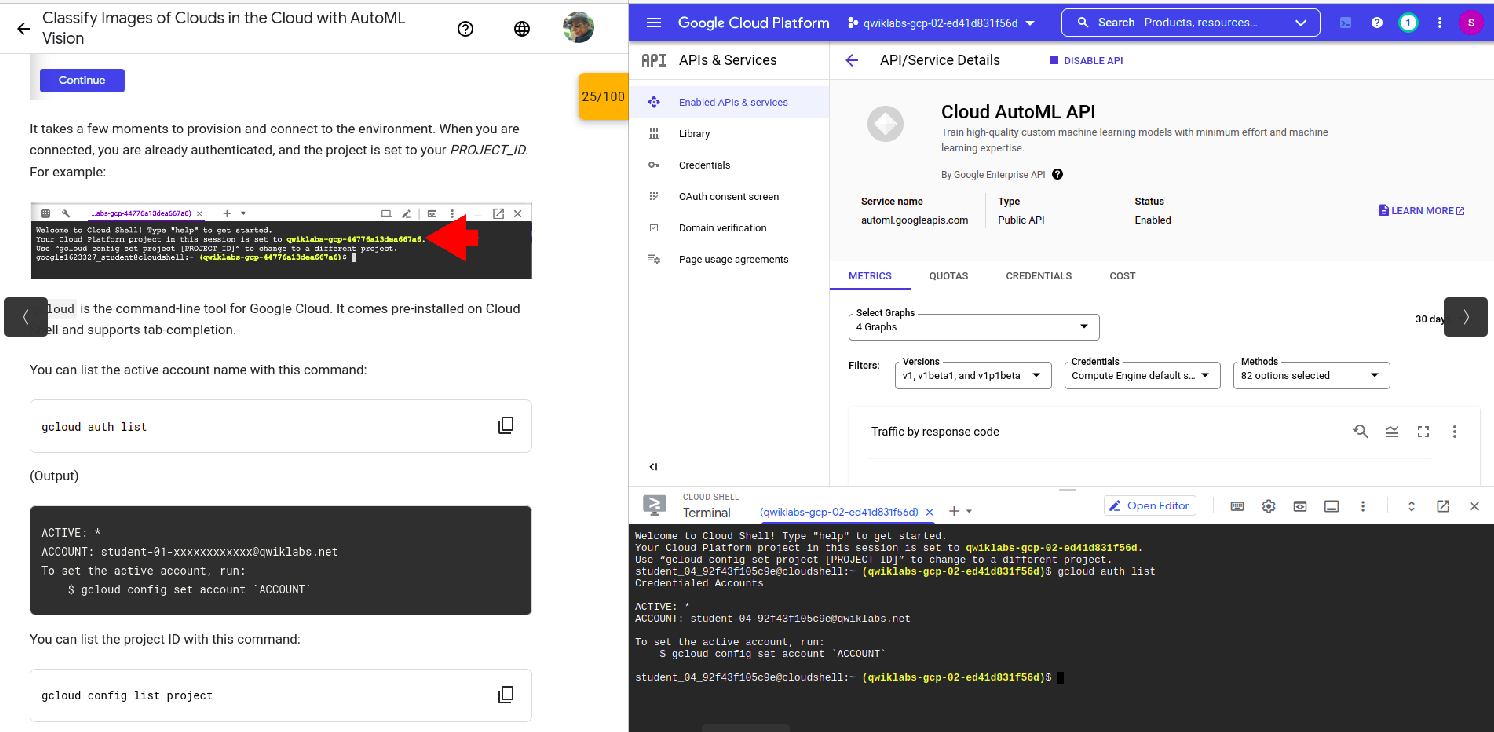 Classify Images of Clouds in the Cloud with AutoML
Vision
Continue
25/100
It takes a few moments to provision and connect to the environment. When you are
connected, you are already authenticated, and the project is set to your PROJECT_ID.
For example:
...abs-gcp-44776a13dea667a6)
Welcome to Cloud Shell! Type "help" to get started.
Your Cloud Platform project in this session is set to qwiklabs-gcp-44776a13dea667a6.
Use "gcloud config set project [PROJECT ID]" to change to a different project.
google1623327_student@cloudshell:~ (qwiklabs-gcp-44776a13dea667a6)$
loud is the command-line tool for Google Cloud. It comes pre-installed on Cloud
ell and supports tab-completion.
You can list the active account name with this command:
gcloud auth list
(Output)
ACTIVE: *
ACCOUNT: student-01-xxxxxxxxxxxx@qwiklabs.net
To set the active account, run:
$ gcloud config set account `ACCOUNT`
You can list the project ID with this command:
gcloud config list project
Google Cloud Platform
qwiklabs-gcp-02-ed41d831f56d
Search Products, resources...
1
S
API APIs & Services
API/Service Details
DISABLE API
Enabled APIs & services
Library
Credentials
OAuth consent screen
Domain verification
Page usage agreements
Cloud AutoML API
Train high-quality custom machine learning models with minimum effort and machine
learning expertise.
By Google Enterprise API
Service name
automl.googleapis.com
Type
Public API
Status
Enabled
LEARN MORE
METRICS QUOTAS CREDENTIALS COST
Select Graphs
4 Graphs
30 day
Filters:
Versions
v1, v1beta1, and v1p1beta
Credentials
Compute Engine default s...
Methods
82 options selected
Traffic by response code
CLOUD SHELL
Terminal
(qwiklabs-gcp-02-ed41d831f56d)
Open Editor
Welcome to Cloud Shell! Type "help" to get started.
Your Cloud Platform project in this session is set to qwiklabs-gcp-02-ed41d831f56d.
Use "gcloud config set project [PROJECT ID]" to change to a different project.
student_04_92f43f105c9e@cloudshell:~ (qwiklabs-gcp-02-ed41d831f56d)$ gcloud auth list
Credentialed Accounts
ACTIVE: *
ACCOUNT: student-04-92f43f105c9e@qwiklabs.net
To set the active account, run:
$ gcloud config set account `ACCOUNT`
student_04_92f43f105c9e@cloudshell:~ (qwiklabs-gcp-02-ed41d831f56d)$